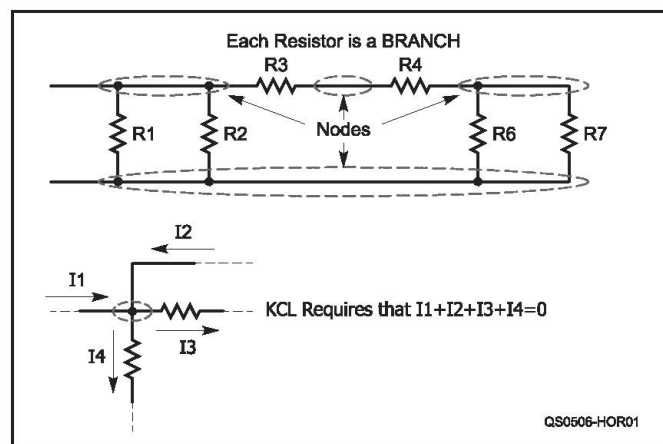 Each Resistor is a BRANCH
R3
R4
R1
R2
Nodes
R6
R7
I2
I1
KCL Requires that I1+I2+I3+I4=0
I3
I4
QS0506-HOR01